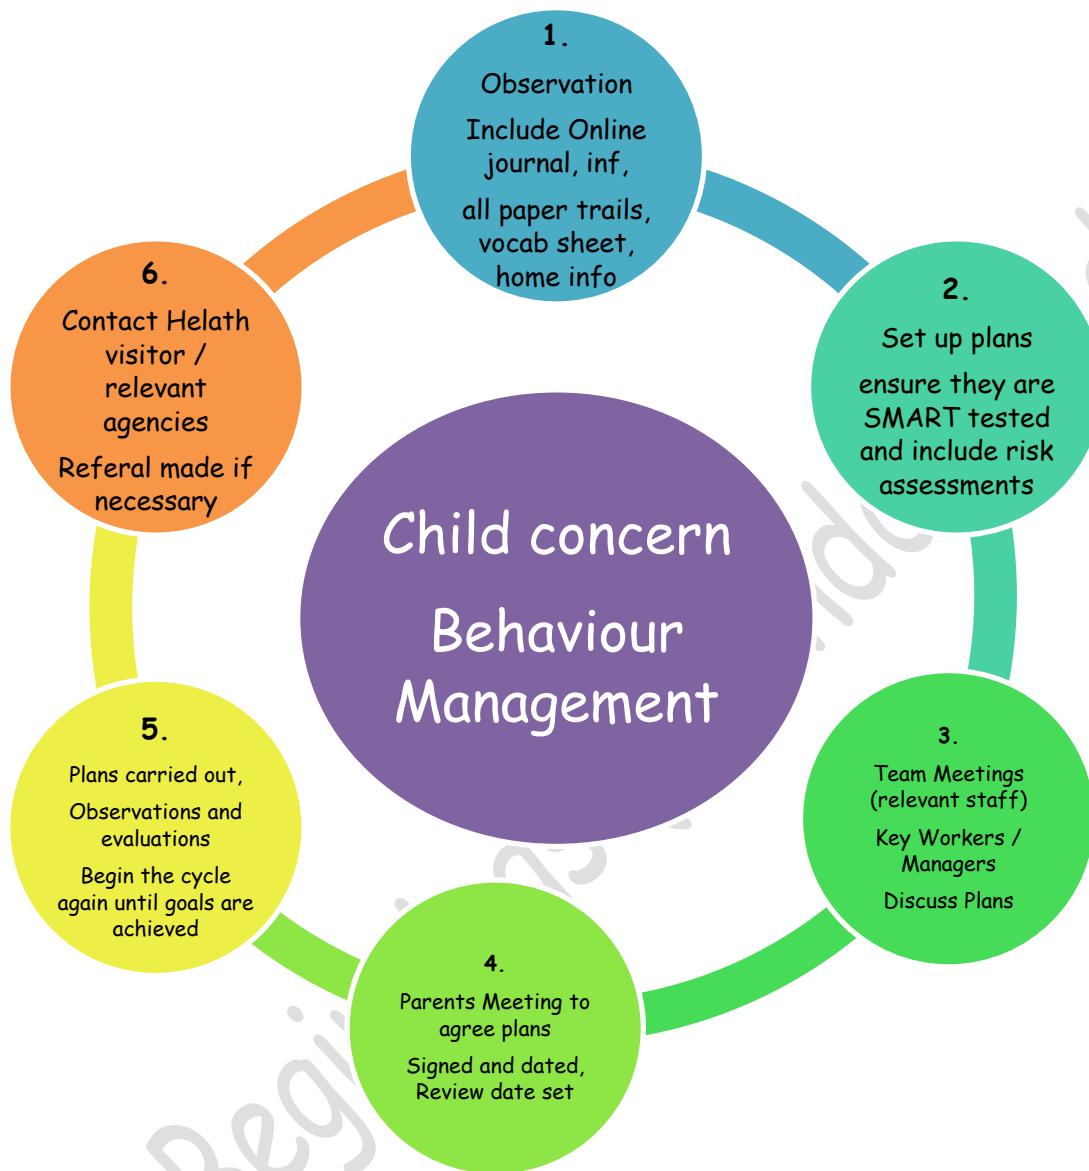 1.
Observation
Include Online
journal, inf,
all paper trails,
vocab sheet,
home info
2.
Set up plans
ensure they are
SMART tested
and include risk
assessments
3.
Team Meetings
(relevant staff)
Key Workers /
Managers
Discuss Plans
4.
Parents Meeting to
agree plans
Signed and dated,
Review date set
5.
Plans carried out,
Observations and
evaluations
Begin the cycle
again until goals are
achieved
6.
Contact Helath
visitor /
relevant
agencies
Referal made if
necessary
Child concern
Behaviour
Management